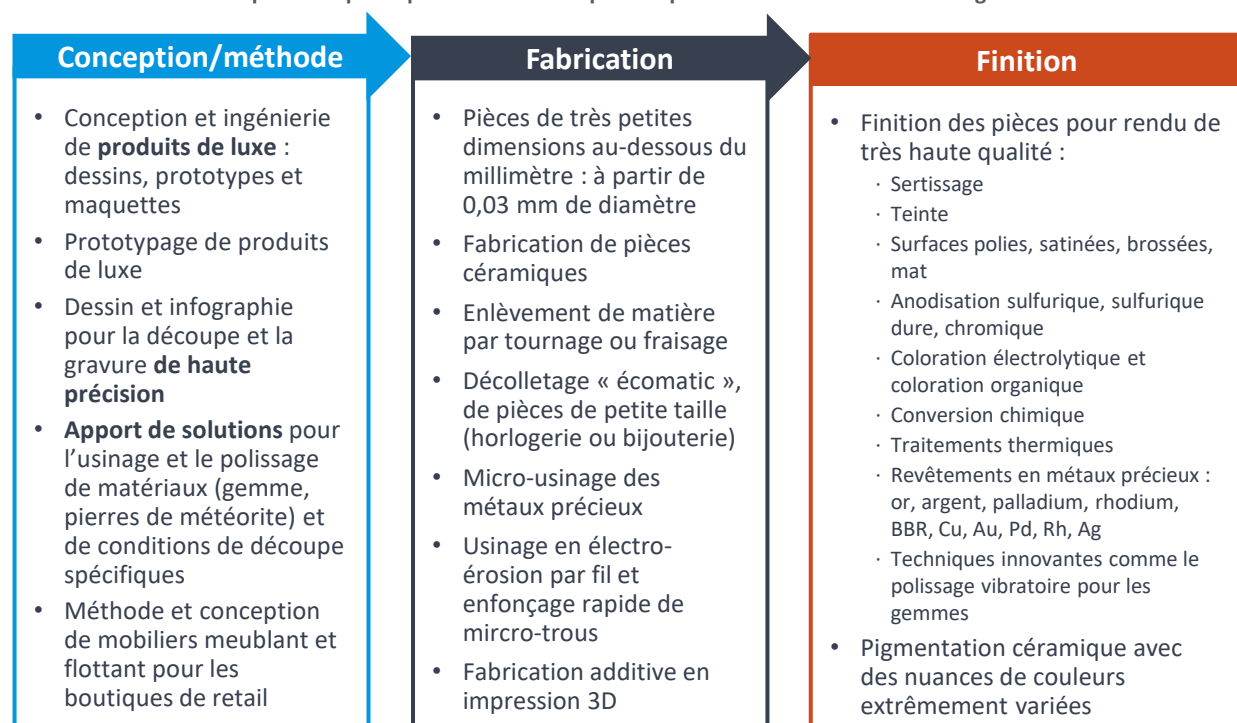 Conception/méthode
• Conception et ingénierie
de produits de luxe :
dessins, prototypes et
maquettes
• Prototypage de produits
de luxe
• Dessin et infographie
pour la découpe et la
gravure de haute
précision
• Apport de solutions pour
l’usinage et le polissage
de matériaux (gemme,
pierres de météorite) et
de conditions de découpe
spécifiques
• Méthode et conception
de mobiliers meublant et
flottant pour les
boutiques de retail
Fabrication
• Pièces de très petites
dimensions au-dessous du
millimètre : à partir de
0,03 mm de diamètre
• Fabrication de pièces
céramiques
• Enlèvement de matière
par tournage ou fraisage
• Décolletage « écomatic »,
de pièces de petite taille
(horlogerie ou bijouterie)
• Micro-usinage des
métaux précieux
• Usinage en électro-
érosion par fil et
enfonçage rapide de
mircro-trous
• Fabrication additive en
impression 3D
Finition
• Finition des pièces pour rendu de
très haute qualité :
· Sertissage
· Teinte
· Surfaces polies, satinées, brossées,
mat
· Anodisation sulfurique, sulfurique
dure, chromique
· Coloration électrolytique et
coloration organique
· Conversion chimique
· Traitements thermiques
· Revêtements en métaux précieux :
or, argent, palladium, rhodium,
BBR, Cu, Au, Pd, Rh, Ag
· Techniques innovantes comme le
polissage vibratoire pour les
gemmes
• Pigmentation céramique avec
des nuances de couleurs
extrêmement variées